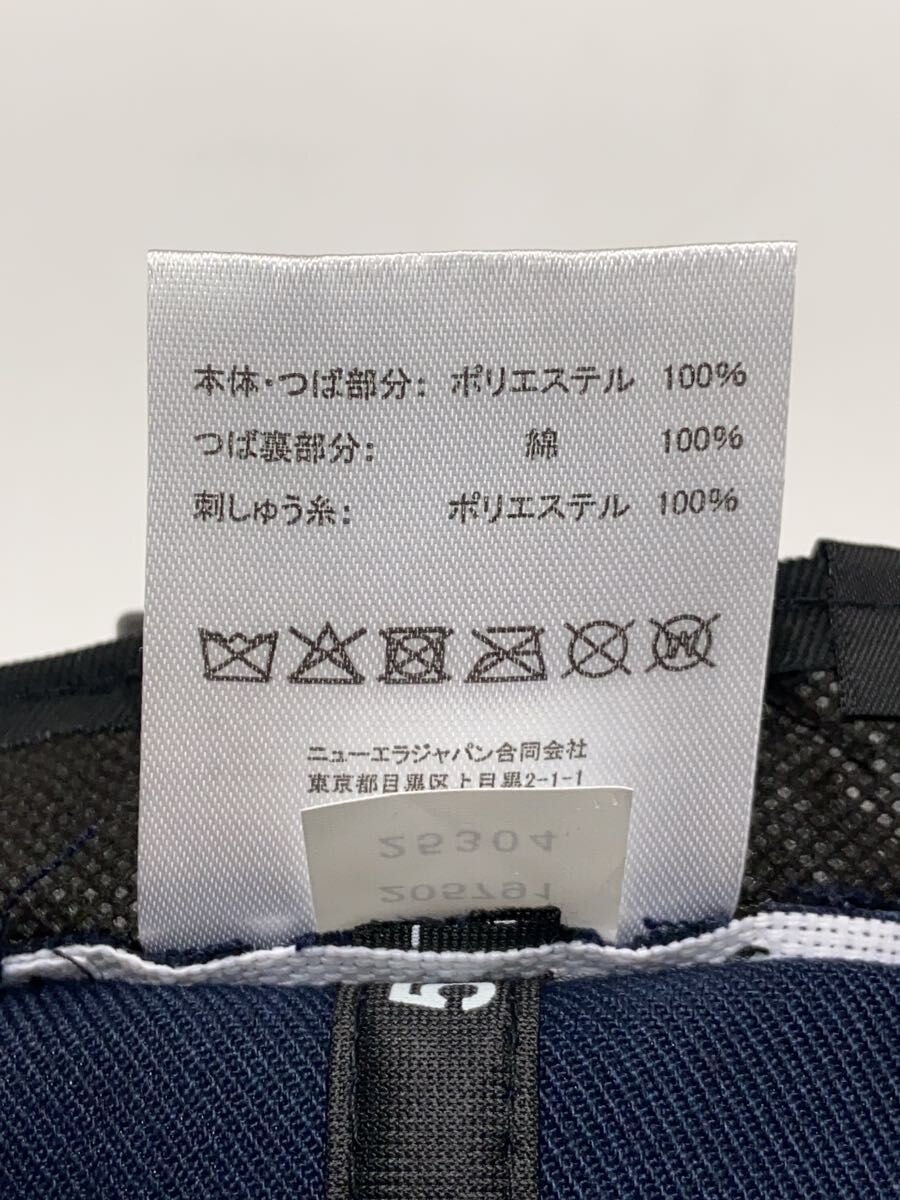 本体・つば部分: ポリエステル 100%
つば裏部分: 綿 100%
刺しゅう糸: ポリエステル 100%
ニューエラジャパン合同会社
東京都目黒区上目黒2-1-1
25304
205791
5